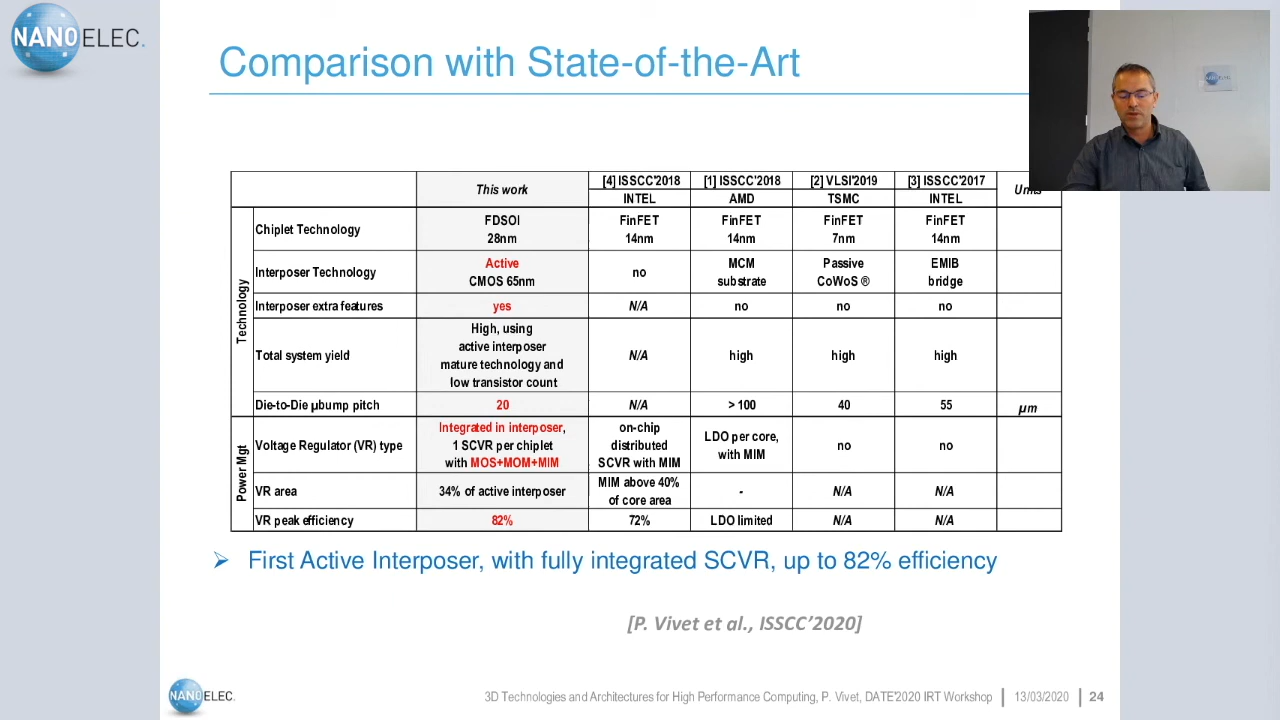 NANOELEC.
Comparison with State-of-the-Art
This work
[4] ISSCC'2018
[1] ISSCC'2018
[2] VLSI'2019
[3] ISSCC'2017
Units
INTEL
AMD
TSMC
INTEL
Technology
Chiplet Technology
FDSOI
28nm
FinFET
14nm
FinFET
14nm
FinFET
7nm
FinFET
14nm
Interposer Technology
Active
CMOS 65nm
no
MCM
substrate
Passive
CoWoS ®
EMIB
bridge
Interposer extra features
yes
N/A
no
no
no
Total system yield
High, using
active interposer
mature technology and
low transistor count
N/A
high
high
high
Die-to-Die µbump pitch
20
N/A
> 100
40
55
µm
Power Mgt
Voltage Regulator (VR) type
Integrated in interposer,
1 SCVR per chiplet
with MOS+MOM+MIM
on-chip
distributed
SCVR with MIM
LDO per core,
with MIM
no
no
VR area
34% of active interposer
MIM above 40%
of core area
-
N/A
N/A
VR peak efficiency
82%
72%
LDO limited
N/A
N/A
First Active Interposer, with fully integrated SCVR, up to 82% efficiency
[P. Vivet et al., ISSCC'2020]
NANOELEC.
3D Technologies and Architectures for High Performance Computing, P. Vivet, DATE'2020 IRT Workshop | 13/03/2020 | 24